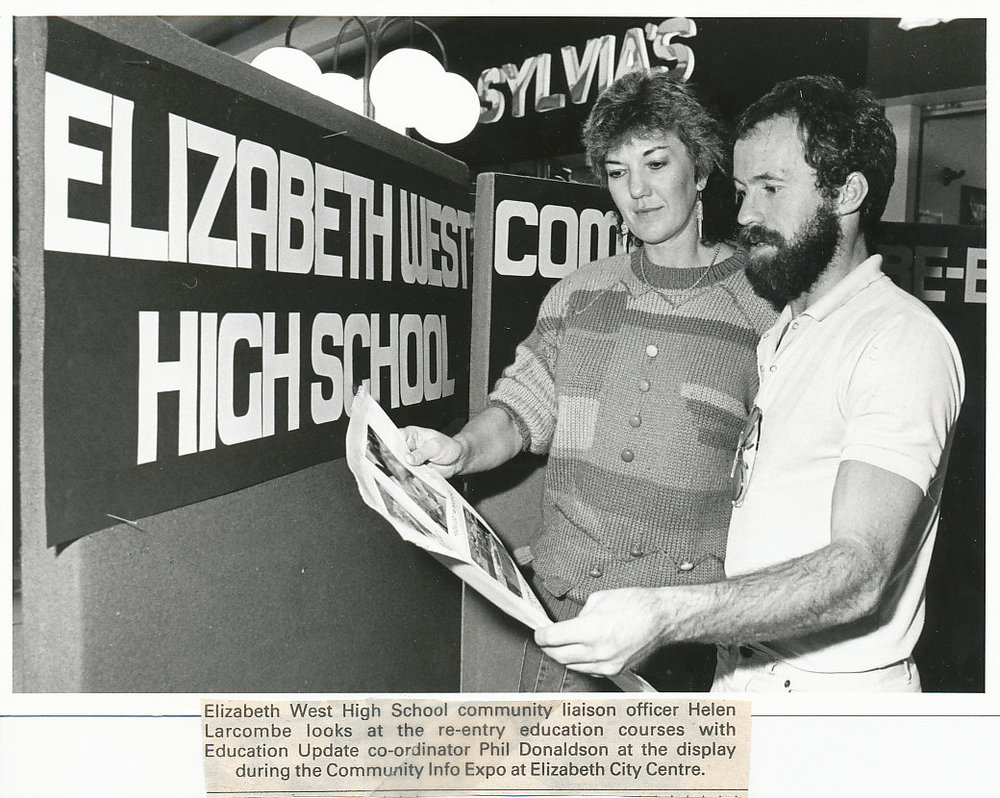 SYLVIA'S
ELIZABETH WEST
HIGH SCHOOL
COM
RE-E
Elizabeth West High School community liaison officer Helen
Larcombe looks at the re-entry education courses with
Education Update co-ordinator Phil Donaldson at the display
during the Community Info Expo at Elizabeth City Centre.